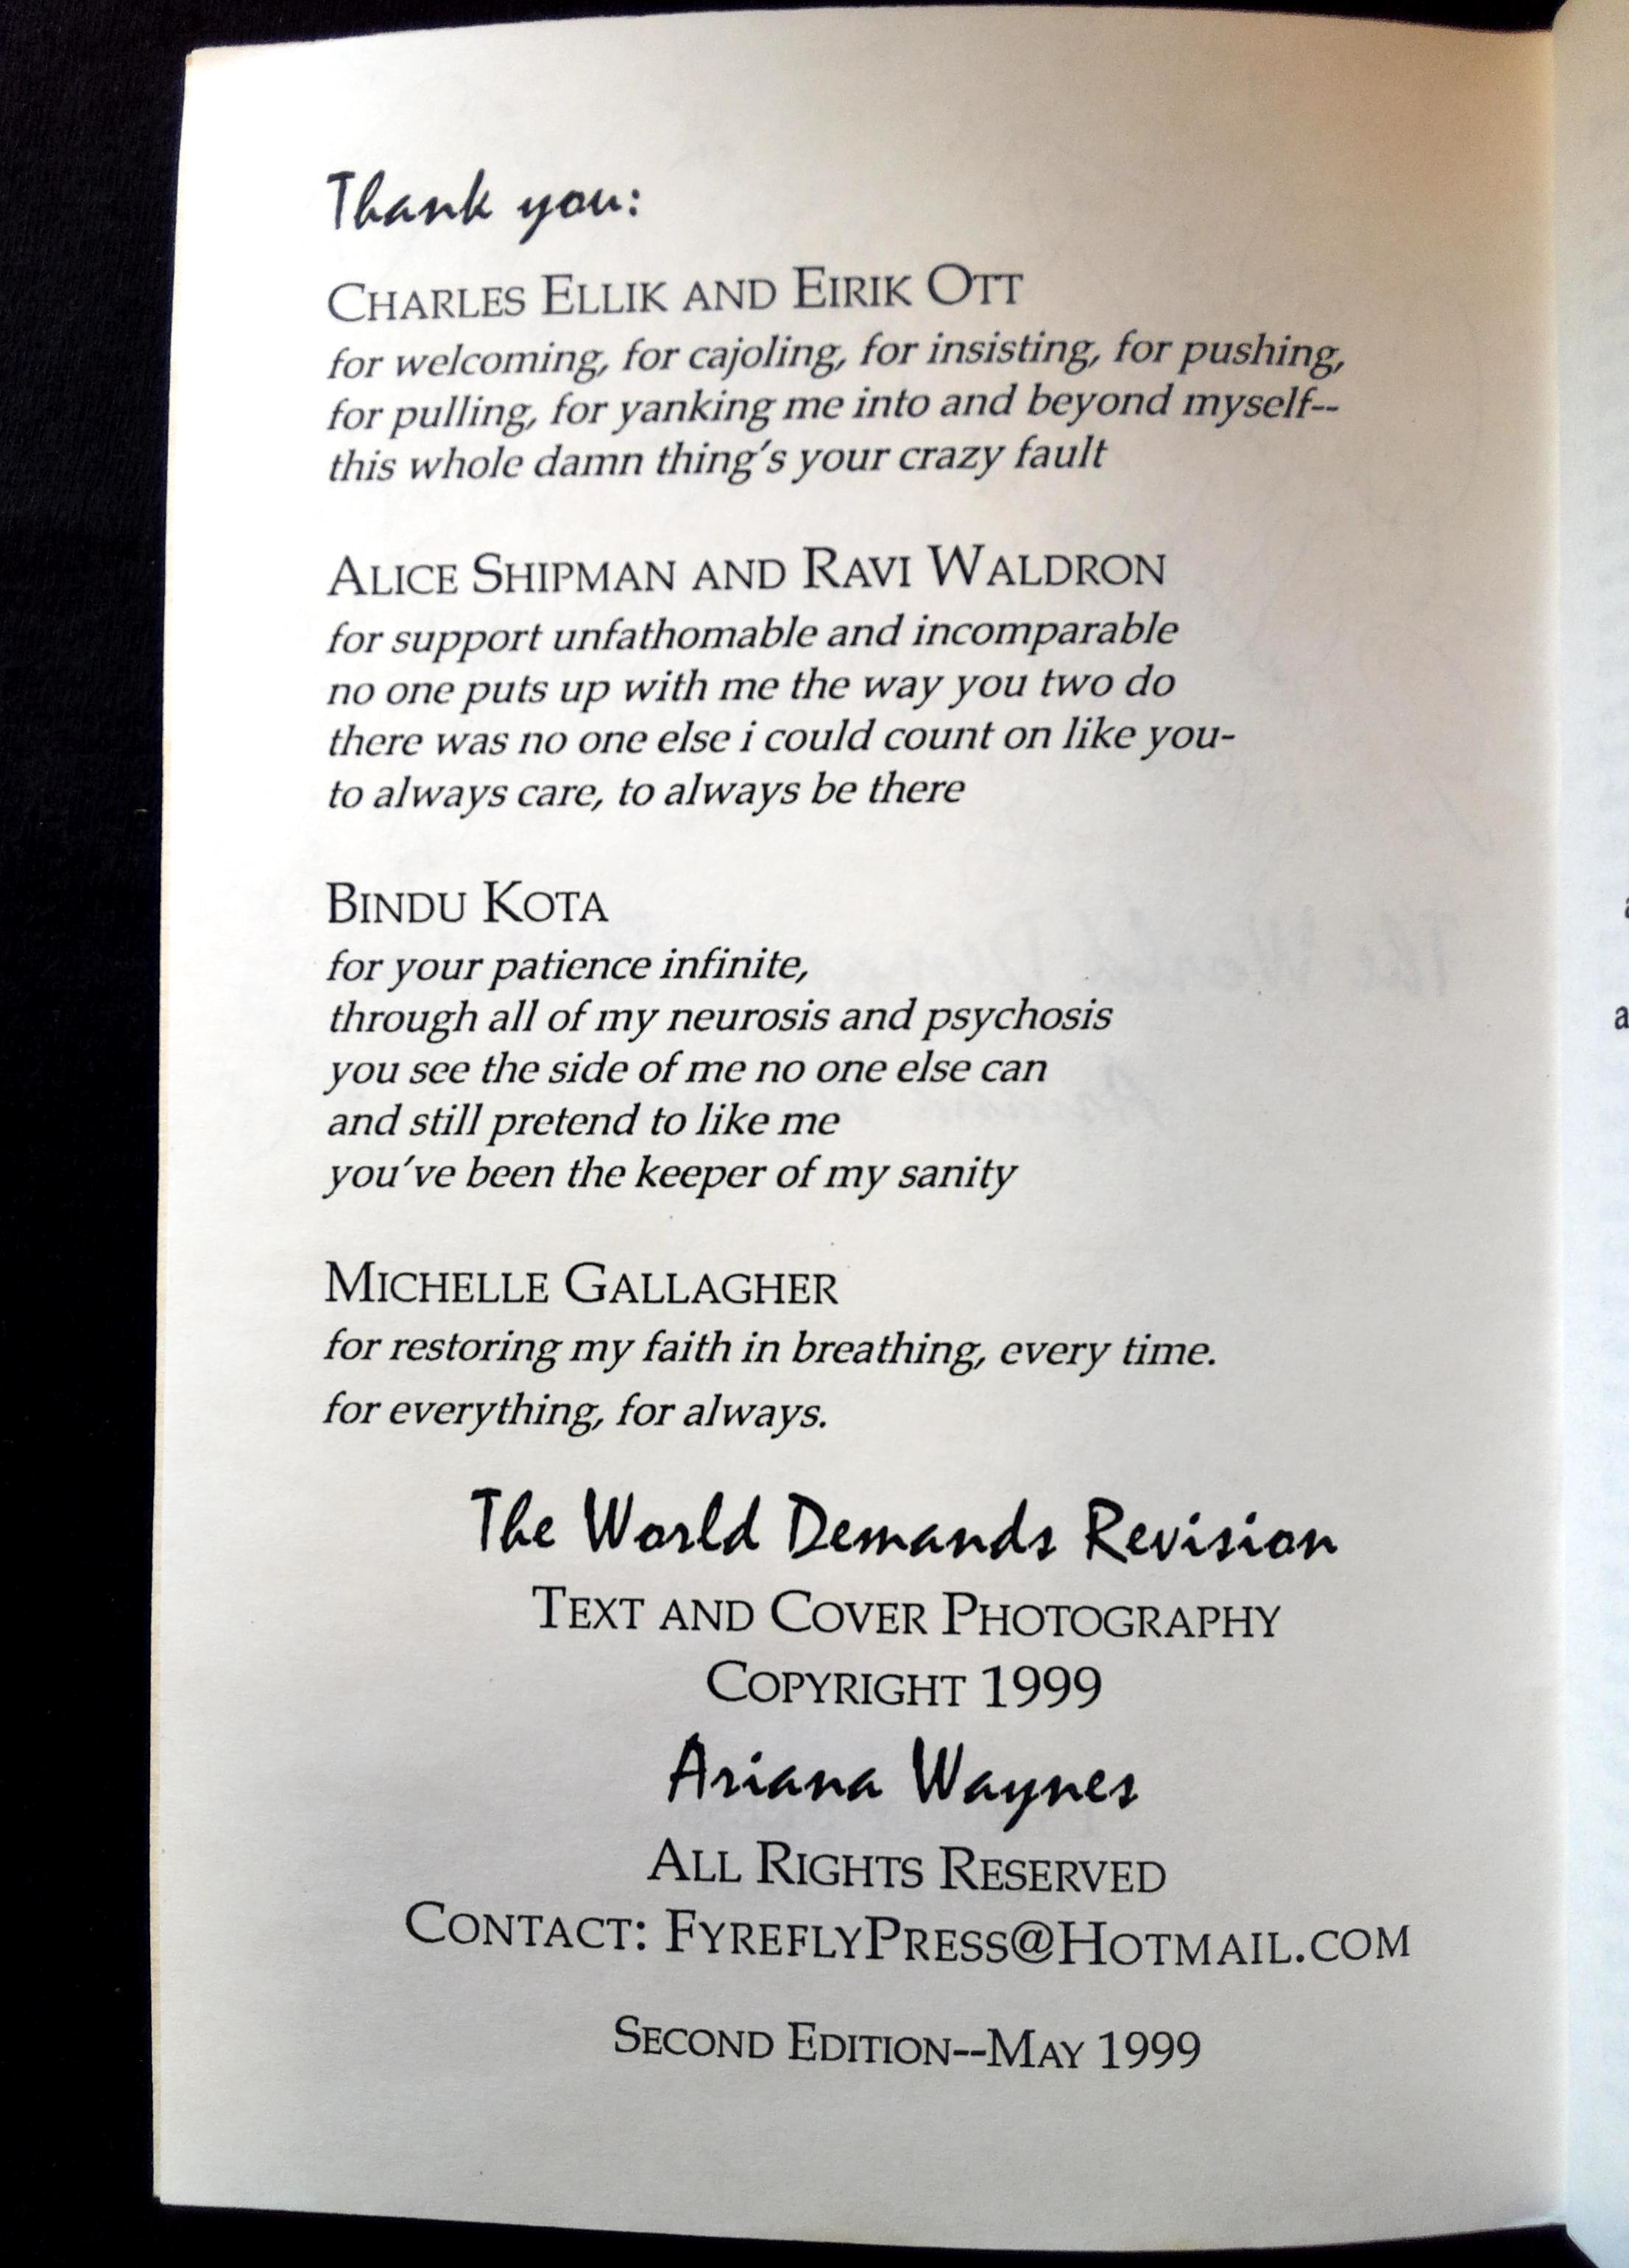 Thank you:
CHARLES ELLIK AND EIRIK OTT
for welcoming, for cajoling, for insisting, for pushing,
for pulling, for yanking me into and beyond myself--
this whole damn thing's your crazy fault
ALICE SHIPMAN AND RAVI WALDRON
for support unfathomable and incomparable
no one puts up with me the way you two do
there was no one else i could count on like you-
to always care, to always be there
BINDU KOTA
for your patience infinite,
through all of my neurosis and psychosis
you see the side of me no one else can
and still pretend to like me
you've been the keeper of my sanity
MICHELLE GALLAGHER
for restoring my faith in breathing, every time.
for everything, for always.
The World Demands Revision
TEXT AND COVER PHOTOGRAPHY
COPYRIGHT 1999
Ariana Waynes
ALL RIGHTS RESERVED
CONTACT: FYREFLYPRESS@HOTMAIL.COM
SECOND EDITION--MAY 1999